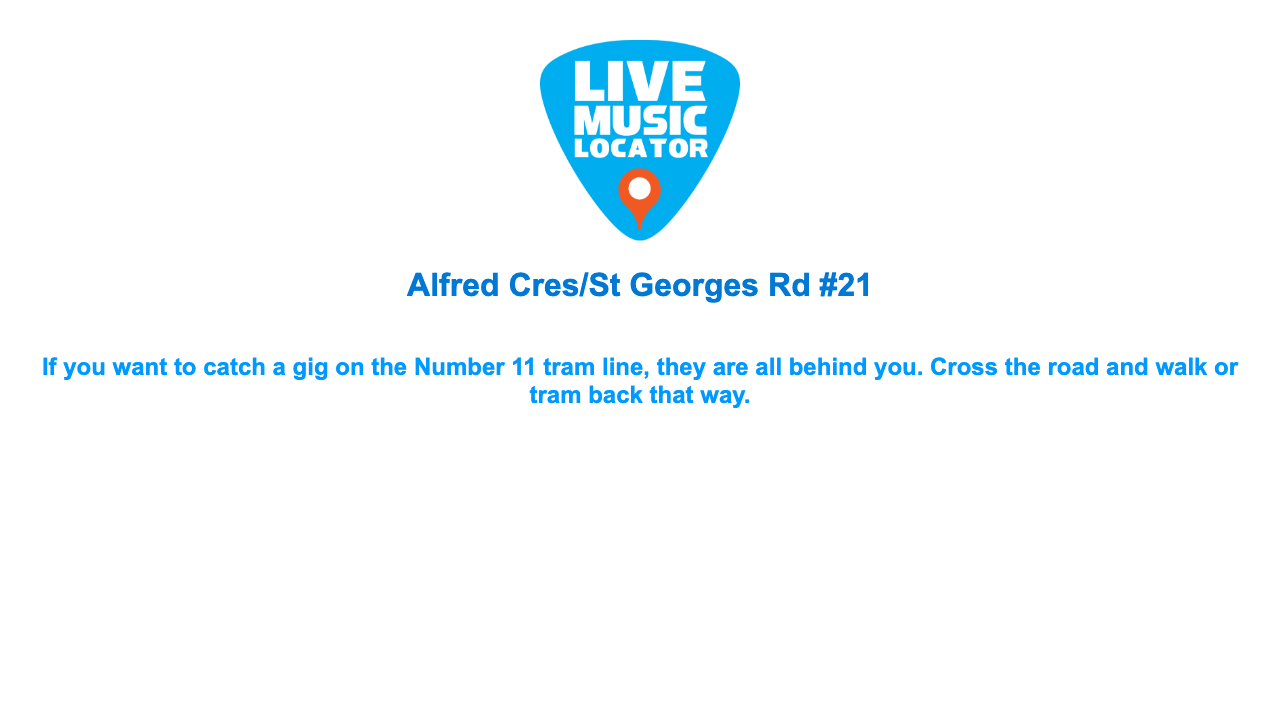 LIVE
MUSIC
LOCATOR
Alfred Cres/St Georges Rd #21
If you want to catch a gig on the Number 11 tram line, they are all behind you. Cross the road and walk or
tram back that way.